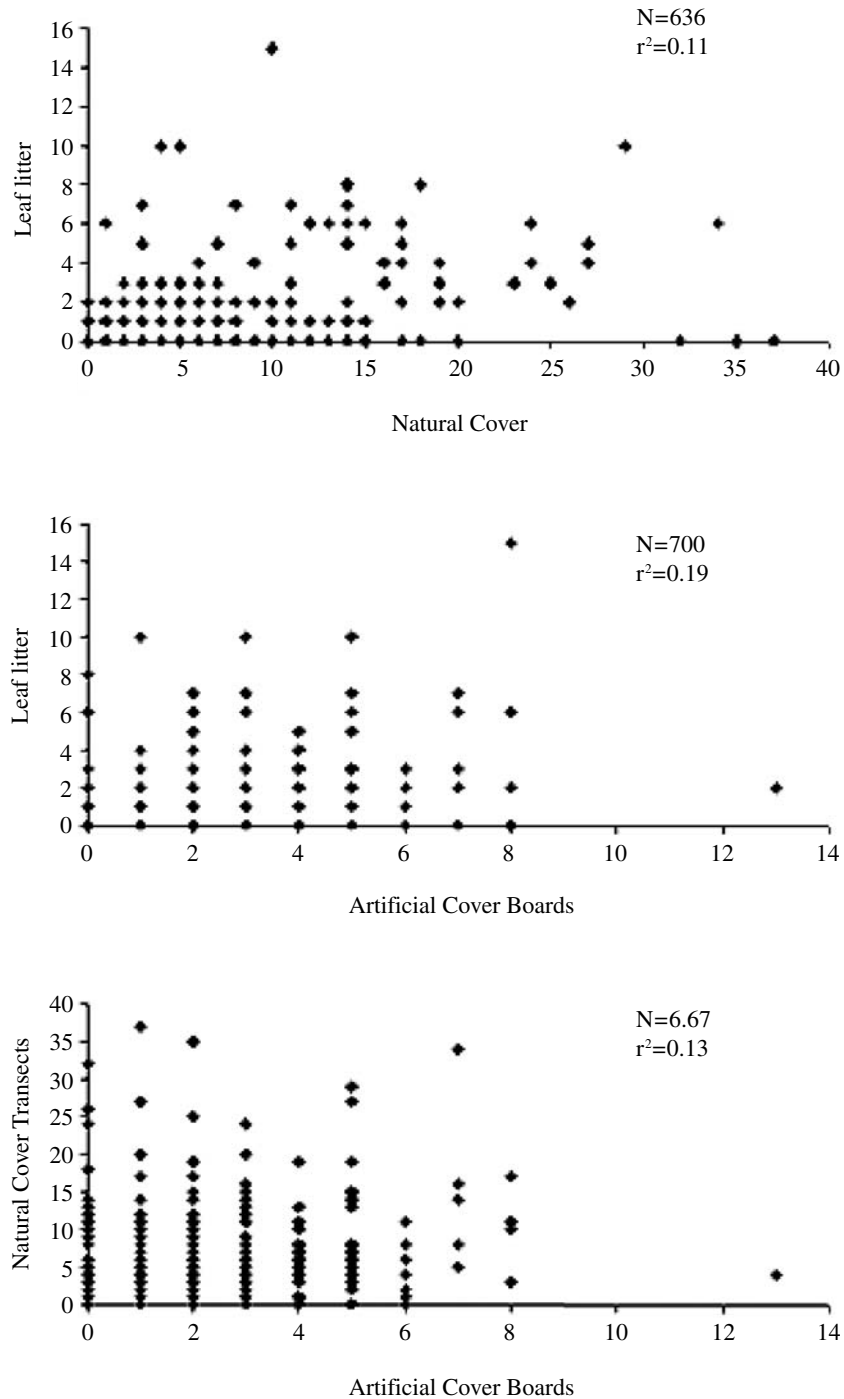 N=636
r²=0.11
16
14
12
10
8
6
4
2
0
Leaf litter
0 5 10 15 20 25 30 35 40
Natural Cover
N=700
r²=0.19
16
14
12
10
8
6
4
2
0
Leaf litter
0 2 4 6 8 10 12 14
Artificial Cover Boards
N=6.67
r²=0.13
40
35
30
25
20
15
10
5
0
Natural Cover Transects
0 2 4 6 8 10 12 14
Artificial Cover Boards